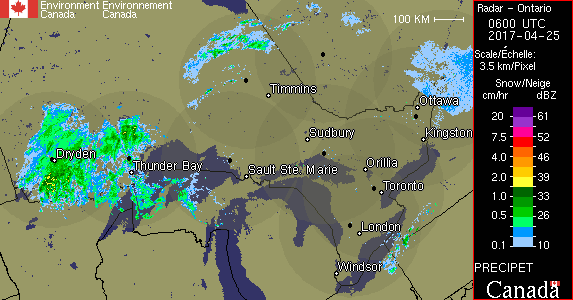 Environment Environnement
Canada Canada
100 KM
Timmins
Ottawa
Sudbury
Kingston
Dryden
Thunder Bay
Sault Ste. Marie
Orillia
Toronto
London
Windsor
Radar - Ontario
0600 UTC
2017-04-25
Scale/Échelle:
3.5 km/Pixel
Snow/Neige
cm/hr dBZ
20 61
7.5 52
4.0 46
2.0 39
1.0 33
0.5 26
0.1 10
PRECIPET
Canada